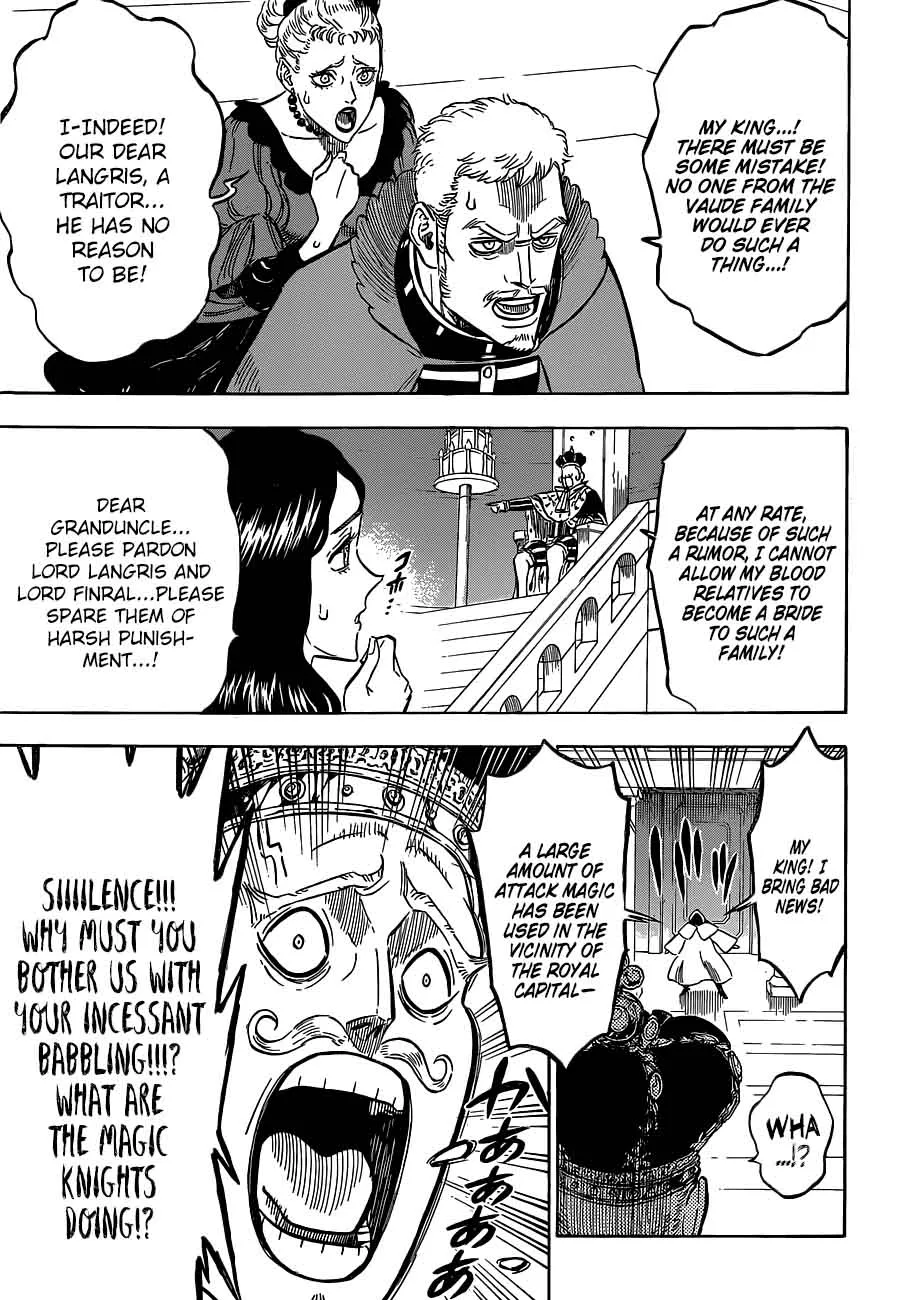 MY KING...!
THERE MUST BE
SOME MISTAKE!
NO ONE FROM THE
VAUDE FAMILY
WOULD EVER
DO SUCH A
THING...!
I-INDEED!
OUR DEAR
LANGRIS, A
TRAITOR...
HE HAS NO
REASON
TO BE!
AT ANY RATE,
BECAUSE OF SUCH
A RUMOR, I CANNOT
ALLOW MY BLOOD
RELATIVES TO
BECOME A BRIDE
TO SUCH A
FAMILY!
DEAR
GRANDUNCLE...
PLEASE PARDON
LORD LANGRIS AND
LORD FINRAL...PLEASE
SPARE THEM OF
HARSH PUNISH-
MENT...!
MY
KING! I
BRING BAD
NEWS!
A LARGE
AMOUNT OF
ATTACK MAGIC
HAS BEEN
USED IN THE
VICINITY OF
THE ROYAL
CAPITAL—
WHA
...!?
SIIIILENCE!!!
WHY MUST YOU
BOTHER US WITH
YOUR INCESSANT
BABBLING!!!?
WHAT ARE
THE MAGIC
KNIGHTS
DOING!?
かぁぁぁぁぁ